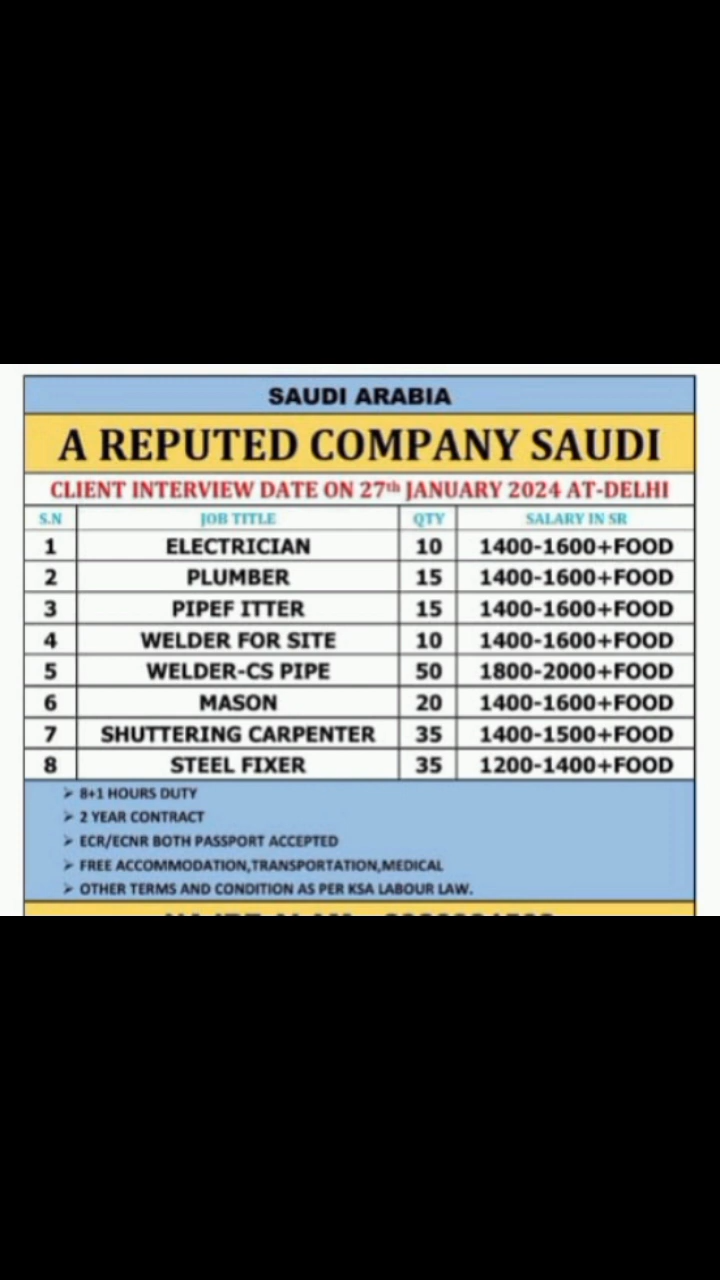 SAUDI ARABIA
A REPUTED COMPANY SAUDI
CLIENT INTERVIEW DATE ON 27th JANUARY 2024 AT-DELHI
S.N JOB TITLE QTY SALARY IN SR
1 ELECTRICIAN 10 1400-1600+FOOD
2 PLUMBER 15 1400-1600+FOOD
3 PIPEF ITTER 15 1400-1600+FOOD
4 WELDER FOR SITE 10 1400-1600+FOOD
5 WELDER-CS PIPE 50 1800-2000+FOOD
6 MASON 20 1400-1600+FOOD
7 SHUTTERING CARPENTER 35 1400-1500+FOOD
8 STEEL FIXER 35 1200-1400+FOOD
➢ 8+1 HOURS DUTY
➢ 2 YEAR CONTRACT
➢ ECR/ECNR BOTH PASSPORT ACCEPTED
➢ FREE ACCOMMODATION,TRANSPORTATION,MEDICAL
➢ OTHER TERMS AND CONDITION AS PER KSA LABOUR LAW.